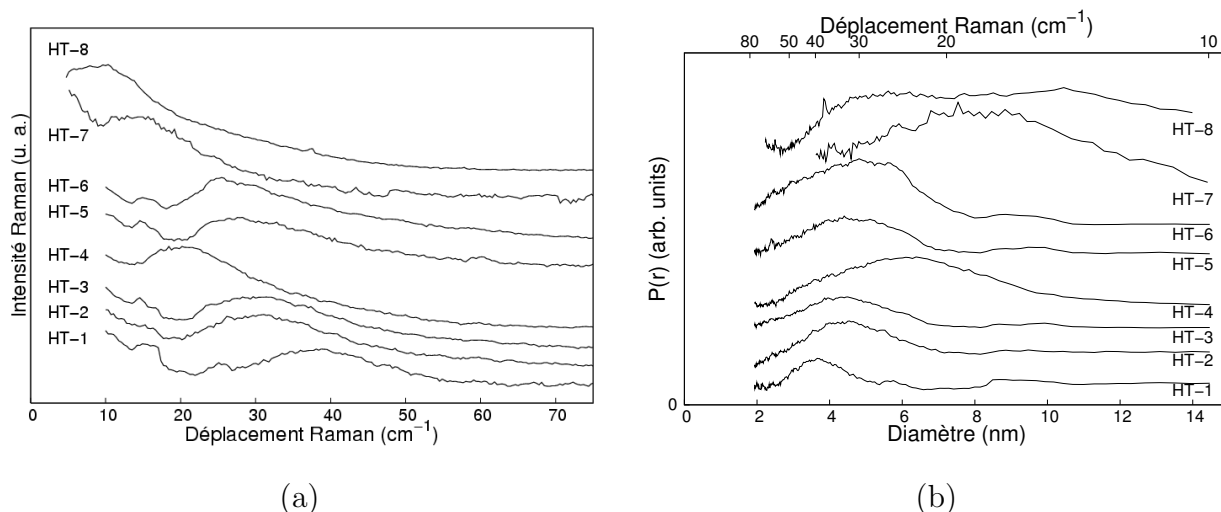 HT-8
HT-7
HT-6
HT-5
HT-4
HT-3
HT-2
HT-1
Intensité Raman (u. a.)
0 10 20 30 40 50 60 70
Déplacement Raman (cm⁻¹)
(a)
Déplacement Raman (cm⁻¹)
80 50 40 30 20 10
P(r) (arb. units)
HT-8
HT-7
HT-6
HT-5
HT-4
HT-3
HT-2
HT-1
0
0 2 4 6 8 10 12 14
Diamètre (nm)
(b)